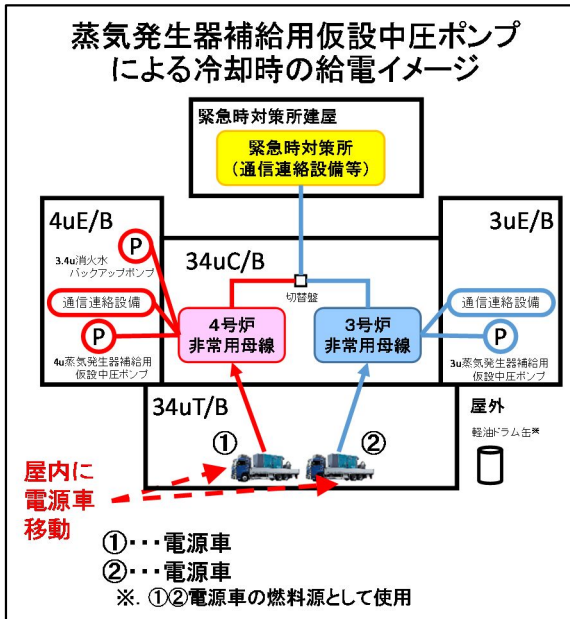 蒸気発生器補給用仮設中圧ポンプ
による冷却時の給電イメージ
緊急時対策所建屋
緊急時対策所
(通信連絡設備等)
4uE/B
3uE/B
P
3.4u消火水
バックアップポンプ
34uC/B
切替盤
通信連絡設備
通信連絡設備
4号炉
非常用母線
3号炉
非常用母線
P
P
4u蒸気発生器補給用
仮設中圧ポンプ
3u蒸気発生器補給用
仮設中圧ポンプ
34uT/B
屋外
①
②
軽油ドラム缶※
屋内に
電源車
移動
①・・・電源車
②・・・電源車
※. ①②電源車の燃料源として使用